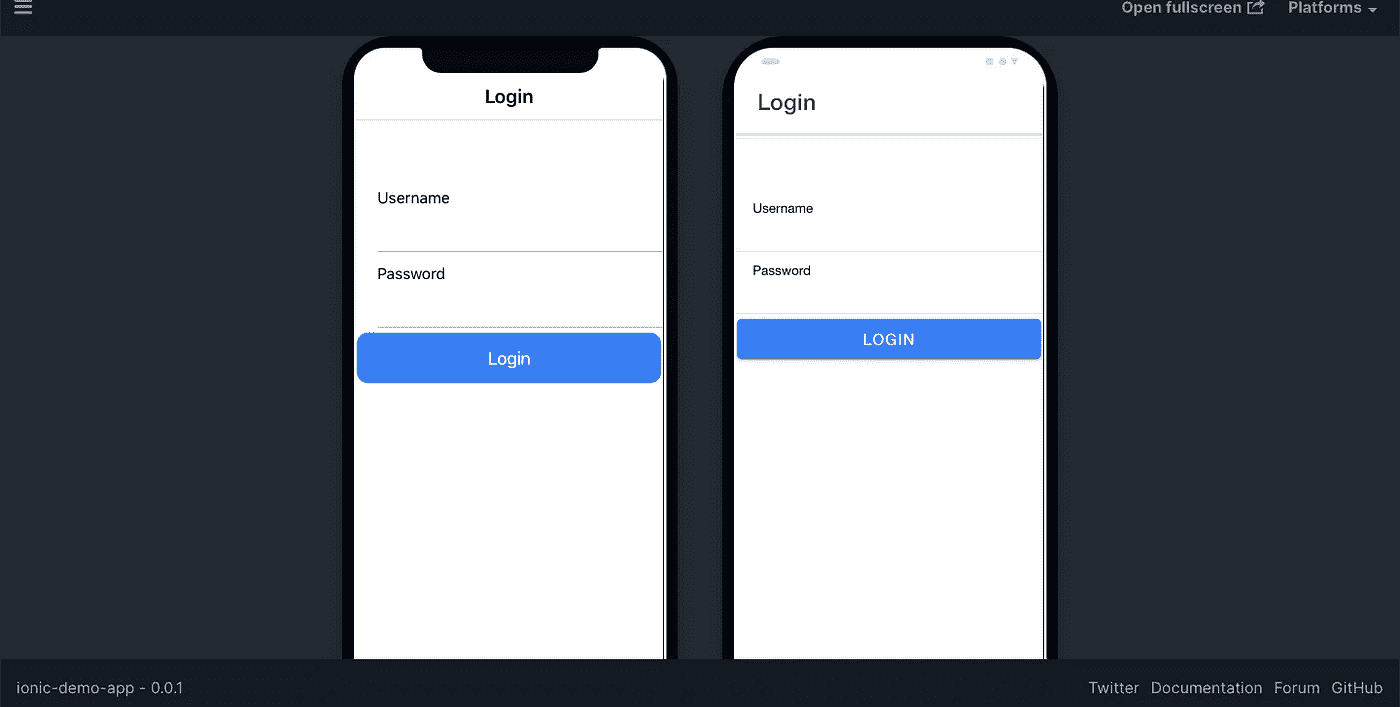 Open fullscreen Platforms
Login
Username
Password
Login
Login
Username
Password
LOGIN
ionic-demo-app - 0.0.1
Twitter Documentation Forum GitHub